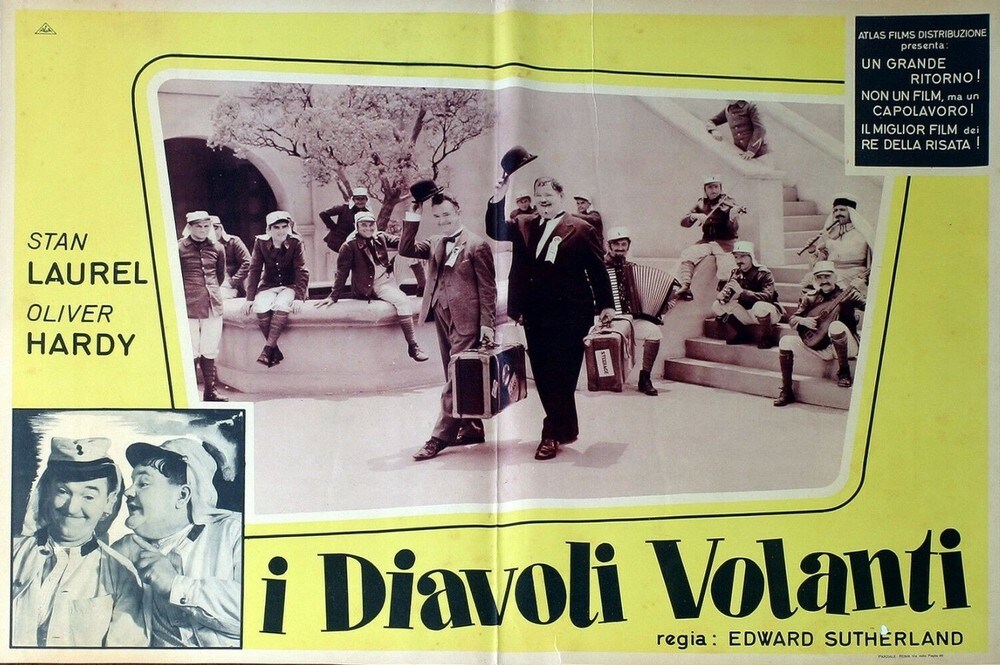 ATLAS FILMS DISTRIBUZIONE
presenta:
UN GRANDE
RITORNO!
NON UN FILM, ma un
CAPOLAVORO!
IL MIGLIOR FILM dei
RE DELLA RISATA!
STAN
LAUREL
OLIVER
HARDY
STEERAGE
i Diavoli Volanti
regia: EDWARD SUTHERLAND